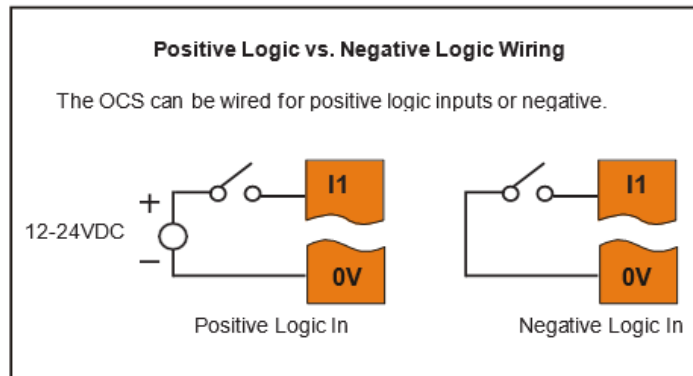 Positive Logic vs. Negative Logic Wiring
The OCS can be wired for positive logic inputs or negative.
I1
I1
+
12-24VDC
–
0V
0V
Positive Logic In
Negative Logic In